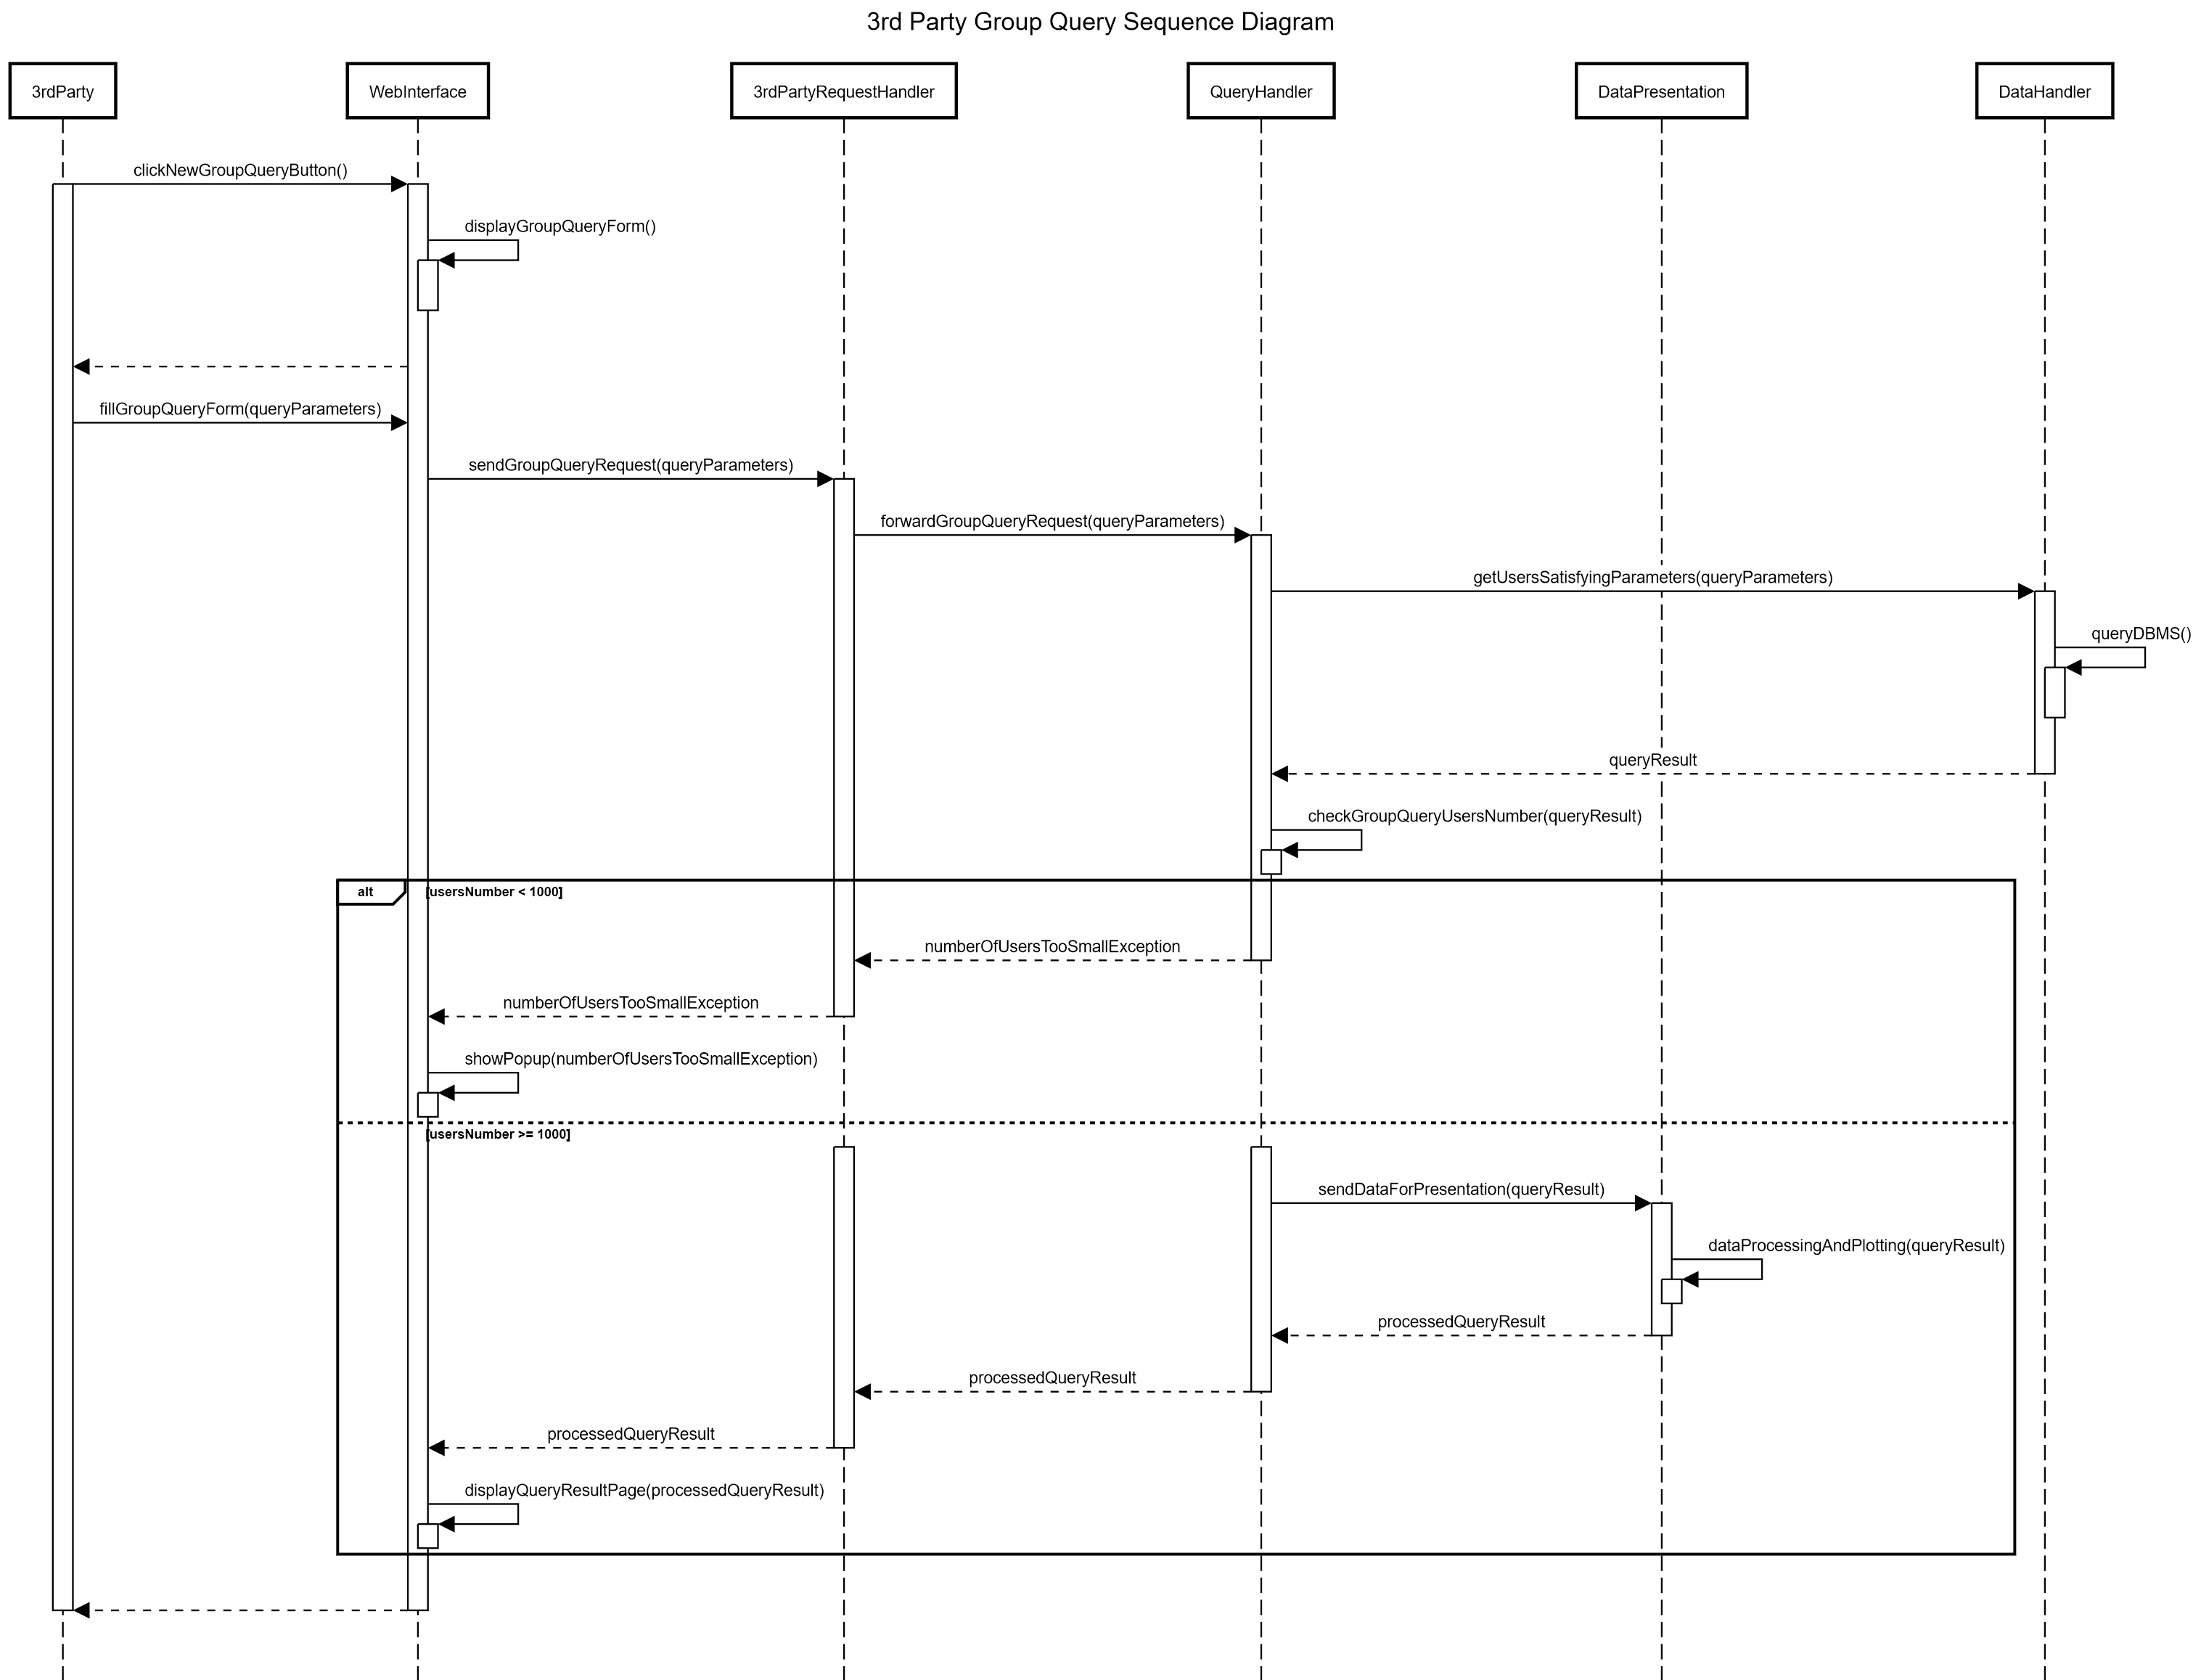 3rd Party Group Query Sequence Diagram
3rdParty
WebInterface
3rdPartyRequestHandler
QueryHandler
DataPresentation
DataHandler
clickNewGroupQueryButton()
displayGroupQueryForm()
fillGroupQueryForm(queryParameters)
sendGroupQueryRequest(queryParameters)
forwardGroupQueryRequest(queryParameters)
getUsersSatisfyingParameters(queryParameters)
queryDBMS()
queryResult
checkGroupQueryUsersNumber(queryResult)
alt
[usersNumber < 1000]
numberOfUsersTooSmallException
numberOfUsersTooSmallException
showPopup(numberOfUsersTooSmallException)
[usersNumber >= 1000]
sendDataForPresentation(queryResult)
dataProcessingAndPlotting(queryResult)
processedQueryResult
processedQueryResult
processedQueryResult
displayQueryResultPage(processedQueryResult)